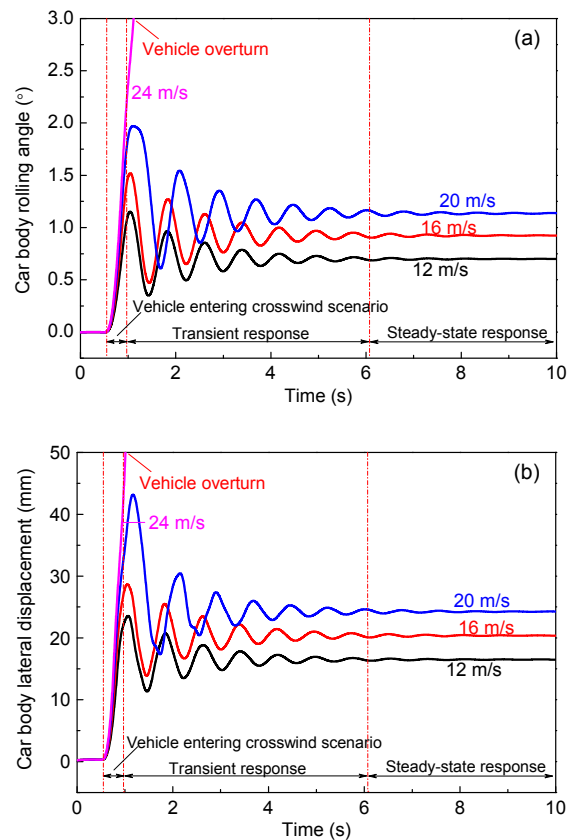 (a)
Vehicle overturn
24 m/s
20 m/s
16 m/s
12 m/s
Vehicle entering crosswind scenario
Transient response
Steady-state response
3.0
2.5
2.0
1.5
1.0
0.5
0.0
Car body rolling angle (°)
0 2 4 6 8 10
Time (s)
(b)
Vehicle overturn
24 m/s
20 m/s
16 m/s
12 m/s
Vehicle entering crosswind scenario
Transient response
Steady-state response
50
40
30
20
10
0
Car body lateral displacement (mm)
0 2 4 6 8 10
Time (s)